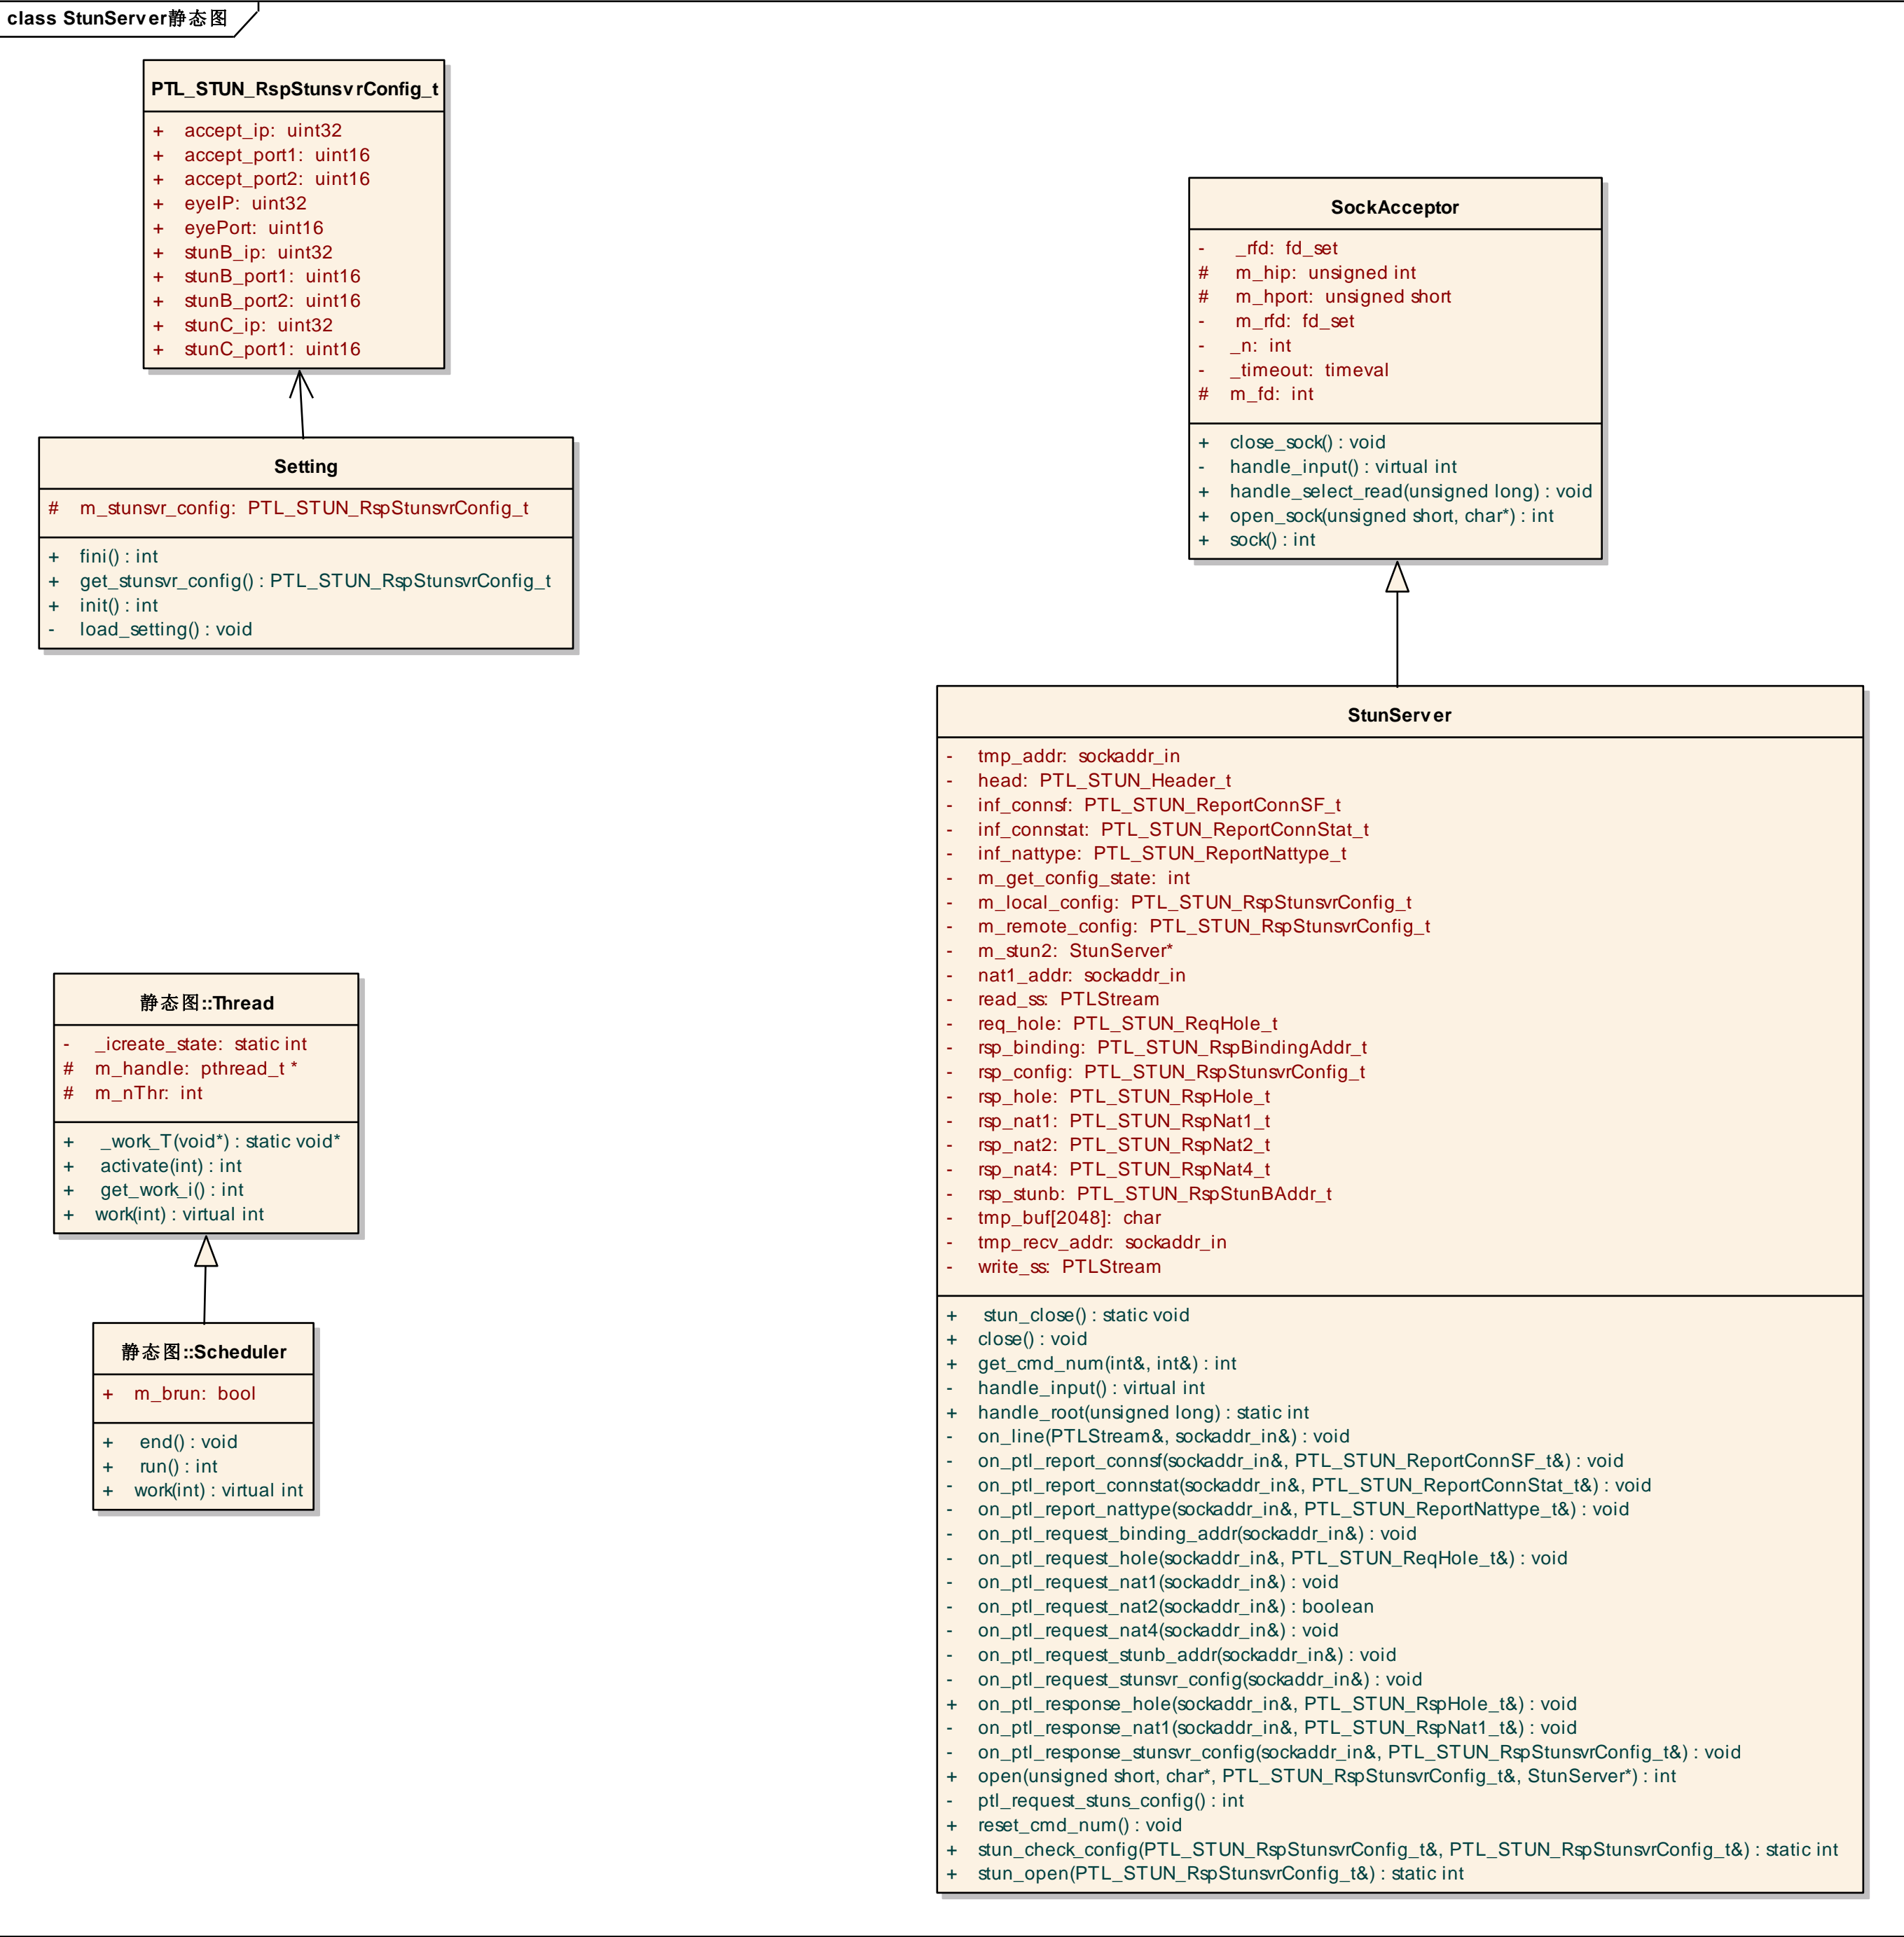 class StunServer静态图
PTL_STUN_RspStunsvrConfig_t
+ accept_ip: uint32
+ accept_port1: uint16
+ accept_port2: uint16
+ eyeIP: uint32
+ eyePort: uint16
+ stunB_ip: uint32
+ stunB_port1: uint16
+ stunB_port2: uint16
+ stunC_ip: uint32
+ stunC_port1: uint16
Setting
# m_stunsvr_config: PTL_STUN_RspStunsvrConfig_t
+ fini() : int
+ get_stunsvr_config() : PTL_STUN_RspStunsvrConfig_t
+ init() : int
- load_setting() : void
SockAcceptor
- _rfd: fd_set
# m_hip: unsigned int
# m_hport: unsigned short
- m_rfd: fd_set
- _n: int
- _timeout: timeval
# m_fd: int
+ close_sock() : void
- handle_input() : virtual int
+ handle_select_read(unsigned long) : void
+ open_sock(unsigned short, char*) : int
+ sock() : int
静态图::Thread
- _icreate_state: static int
# m_handle: pthread_t *
# m_nThr: int
+ _work_T(void*) : static void*
+ activate(int) : int
+ get_work_i() : int
+ work(int) : virtual int
静态图::Scheduler
+ m_brun: bool
+ end() : void
+ run() : int
+ work(int) : virtual int
StunServer
- tmp_addr: sockaddr_in
- head: PTL_STUN_Header_t
- inf_connsf: PTL_STUN_ReportConnSF_t
- inf_connstat: PTL_STUN_ReportConnStat_t
- inf_nattype: PTL_STUN_ReportNattype_t
- m_get_config_state: int
- m_local_config: PTL_STUN_RspStunsvrConfig_t
- m_remote_config: PTL_STUN_RspStunsvrConfig_t
- m_stun2: StunServer*
- nat1_addr: sockaddr_in
- read_ss: PTLStream
- req_hole: PTL_STUN_ReqHole_t
- rsp_binding: PTL_STUN_RspBindingAddr_t
- rsp_config: PTL_STUN_RspStunsvrConfig_t
- rsp_hole: PTL_STUN_RspHole_t
- rsp_nat1: PTL_STUN_RspNat1_t
- rsp_nat2: PTL_STUN_RspNat2_t
- rsp_nat4: PTL_STUN_RspNat4_t
- rsp_stunb: PTL_STUN_RspStunBAddr_t
- tmp_buf[2048]: char
- tmp_recv_addr: sockaddr_in
- write_ss: PTLStream
+ stun_close() : static void
+ close() : void
+ get_cmd_num(int&, int&) : int
- handle_input() : virtual int
+ handle_root(unsigned long) : static int
- on_line(PTLStream&, sockaddr_in&) : void
- on_ptl_report_connsf(sockaddr_in&, PTL_STUN_ReportConnSF_t&) : void
- on_ptl_report_connstat(sockaddr_in&, PTL_STUN_ReportConnStat_t&) : void
- on_ptl_report_nattype(sockaddr_in&, PTL_STUN_ReportNattype_t&) : void
- on_ptl_request_binding_addr(sockaddr_in&) : void
- on_ptl_request_hole(sockaddr_in&, PTL_STUN_ReqHole_t&) : void
- on_ptl_request_nat1(sockaddr_in&) : void
- on_ptl_request_nat2(sockaddr_in&) : boolean
- on_ptl_request_nat4(sockaddr_in&) : void
- on_ptl_request_stunb_addr(sockaddr_in&) : void
- on_ptl_request_stunsvr_config(sockaddr_in&) : void
+ on_ptl_response_hole(sockaddr_in&, PTL_STUN_RspHole_t&) : void
- on_ptl_response_nat1(sockaddr_in&, PTL_STUN_RspNat1_t&) : void
- on_ptl_response_stunsvr_config(sockaddr_in&, PTL_STUN_RspStunsvrConfig_t&) : void
+ open(unsigned short, char*, PTL_STUN_RspStunsvrConfig_t&, StunServer*) : int
- ptl_request_stuns_config() : int
+ reset_cmd_num() : void
+ stun_check_config(PTL_STUN_RspStunsvrConfig_t&, PTL_STUN_RspStunsvrConfig_t&) : static int
+ stun_open(PTL_STUN_RspStunsvrConfig_t&) : static int